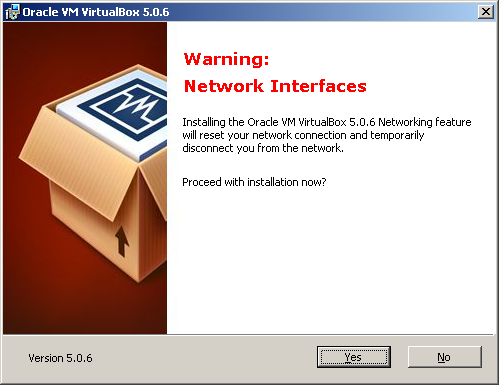 Oracle VM VirtualBox 5.0.6
Warning:
Network Interfaces
Installing the Oracle VM VirtualBox 5.0.6 Networking feature
will reset your network connection and temporarily
disconnect you from the network.
Proceed with installation now?
Version 5.0.6
Yes
No